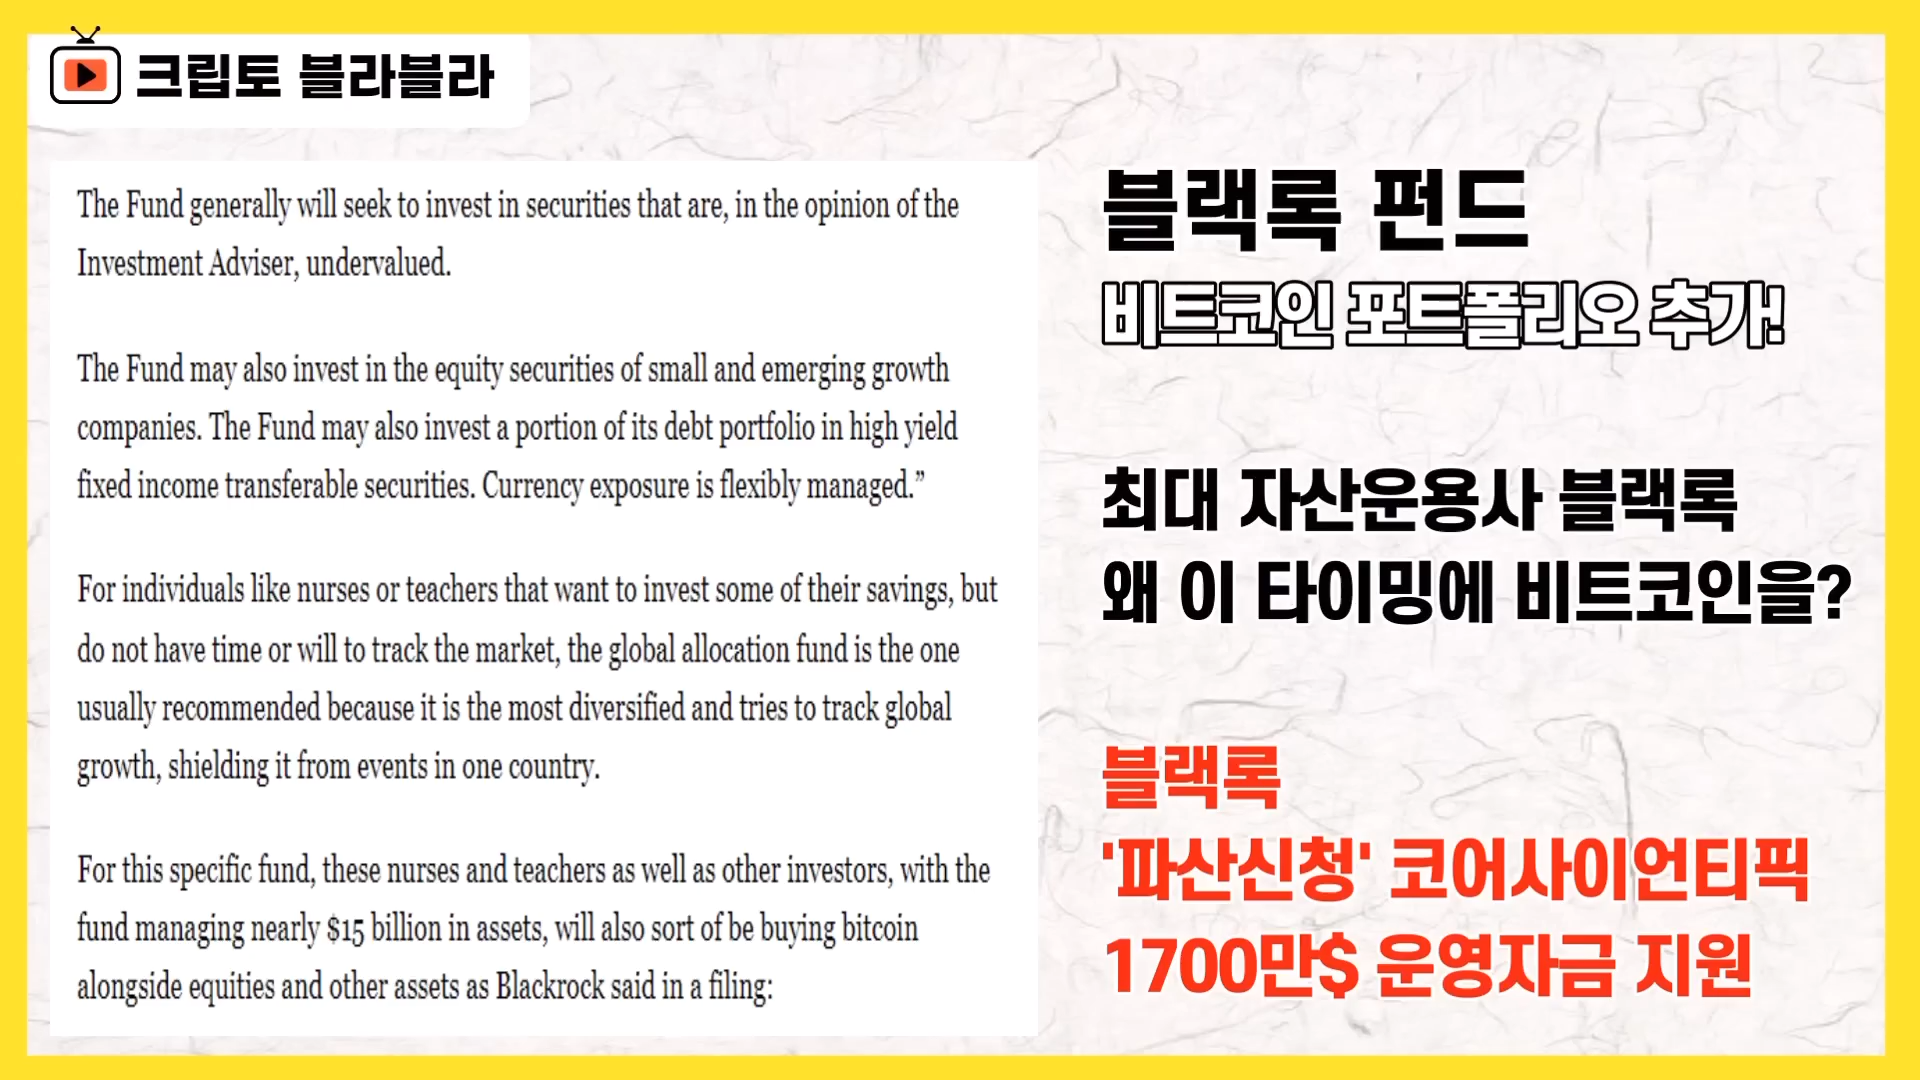 크립토 블라블라
The Fund generally will seek to invest in securities that are, in the opinion of the
Investment Adviser, undervalued.
The Fund may also invest in the equity securities of small and emerging growth
companies. The Fund may also invest a portion of its debt portfolio in high yield
fixed income transferable securities. Currency exposure is flexibly managed.”
For individuals like nurses or teachers that want to invest some of their savings, but
do not have time or will to track the market, the global allocation fund is the one
usually recommended because it is the most diversified and tries to track global
growth, shielding it from events in one country.
For this specific fund, these nurses and teachers as well as other investors, with the
fund managing nearly $15 billion in assets, will also sort of be buying bitcoin
alongside equities and other assets as Blackrock said in a filing:
블랙록 펀드
비트코인 포트폴리오 추가!
최대 자산운용사 블랙록
왜 이 타이밍에 비트코인을?
블랙록
'파산신청' 코어사이언티픽
1700만$ 운영자금 지원